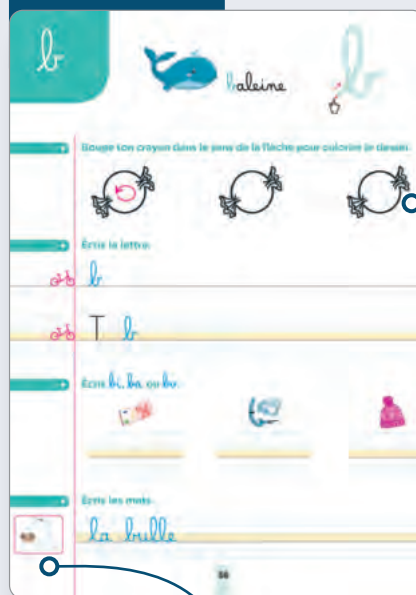 b
baleine
b
Bouge ton crayon dans le sens de la flèche pour colorier le dessin.
Écris la lettre.
b
T b
Écris bi, ba ou bo.
Écris les mots.
la bulle